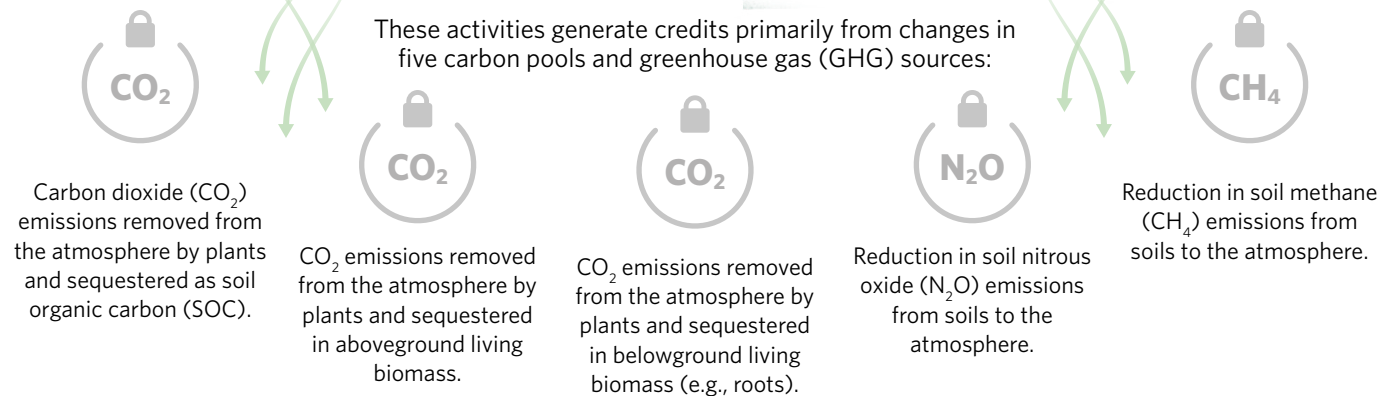 These activities generate credits primarily from changes in
five carbon pools and greenhouse gas (GHG) sources:
CO₂
Carbon dioxide (CO₂)
emissions removed from
the atmosphere by plants
and sequestered as soil
organic carbon (SOC).
CO₂
CO₂ emissions removed
from the atmosphere by
plants and sequestered
in aboveground living
biomass.
CO₂
CO₂ emissions removed
from the atmosphere by
plants and sequestered
in belowground living
biomass (e.g., roots).
N₂O
Reduction in soil nitrous
oxide (N₂O) emissions
from soils to the
atmosphere.
CH₄
Reduction in soil methane
(CH₄) emissions from
soils to the atmosphere.